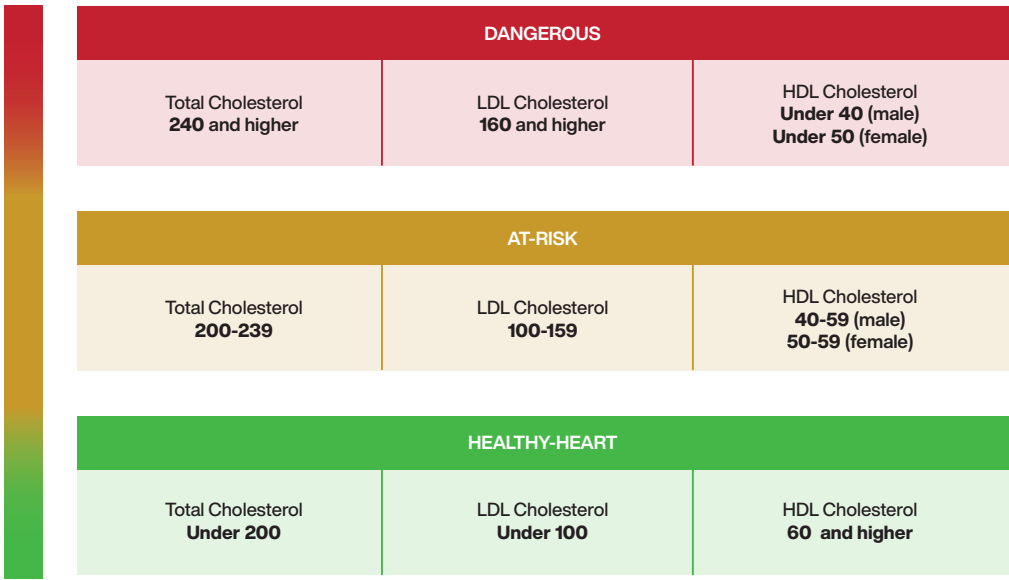 DANGEROUS
Total Cholesterol
240 and higher
LDL Cholesterol
160 and higher
HDL Cholesterol
Under 40 (male)
Under 50 (female)
AT-RISK
Total Cholesterol
200-239
LDL Cholesterol
100-159
HDL Cholesterol
40-59 (male)
50-59 (female)
HEALTHY-HEART
Total Cholesterol
Under 200
LDL Cholesterol
Under 100
HDL Cholesterol
60 and higher